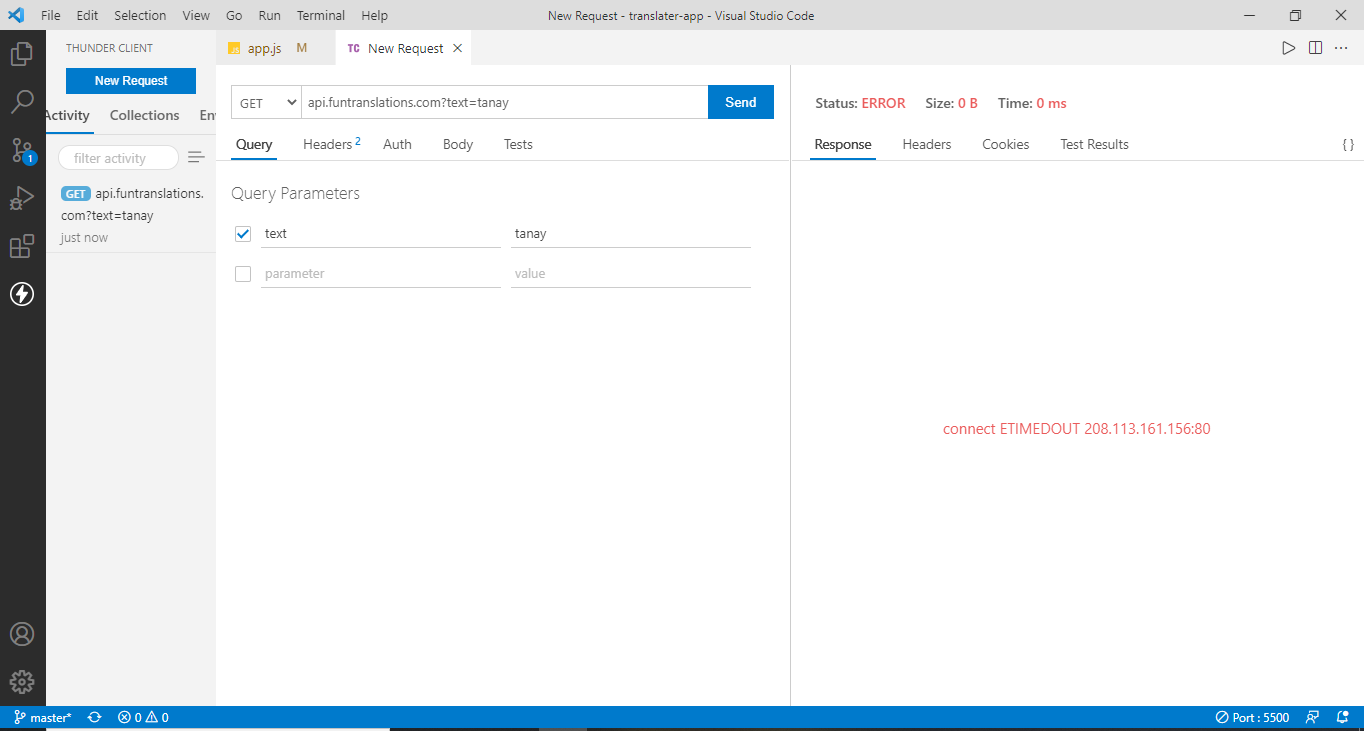 File Edit Selection View Go Run Terminal Help New Request - translater-app - Visual Studio Code
THUNDER CLIENT
New Request
Activity Collections En
filter activity
GET api.funtranslations.
com?text=tanay
just now
app.js M
TC New Request
GET api.funtranslations.com?text=tanay Send
Query Headers 2 Auth Body Tests
Query Parameters
text tanay
parameter value
Status: ERROR Size: 0 B Time: 0 ms
Response Headers Cookies Test Results { }
connect ETIMEDOUT 208.113.161.156:80
1
master* 0 0 Port : 5500